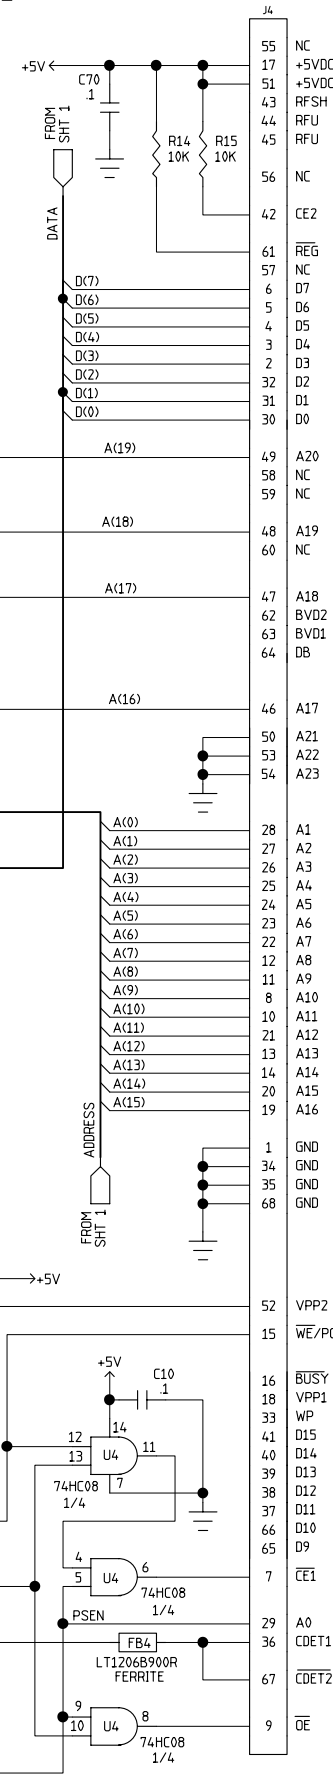 J4
55 NC
+5V 17 +5VDC
C70 .1 51 +5VDC
43 RFSH
44 RFU
FROM SHT 1 R14 10K R15 10K 45 RFU
56 NC
DATA 42 CE2
61 REG
57 NC
D(7) 6 D7
D(6) 5 D6
D(5) 4 D5
D(4) 3 D4
D(3) 2 D3
D(2) 32 D2
D(1) 31 D1
D(0) 30 D0
A(19) 49 A20
58 NC
59 NC
A(18) 48 A19
60 NC
A(17) 47 A18
62 BVD2
63 BVD1
64 DB
A(16) 46 A17
50 A21
53 A22
54 A23
A(0) 28 A1
A(1) 27 A2
A(2) 26 A3
A(3) 25 A4
A(4) 24 A5
A(5) 23 A6
A(6) 22 A7
A(7) 12 A8
A(8) 11 A9
A(9) 8 A10
A(10) 10 A11
A(11) 21 A12
A(12) 13 A13
A(13) 14 A14
A(14) 20 A15
A(15) 19 A16
ADDRESS 1 GND
34 GND
35 GND
FROM SHT 1 68 GND
+5V
52 VPP2
15 WE/PG
+5V
C10 .1 16 BUSY
18 VPP1
14 33 WP
12 U4 11 41 D15
13 40 D14
7 39 D13
74HC08 38 D12
1/4 37 D11
66 D10
65 D9
4 U4 6 7 CE1
5 74HC08
1/4
PSEN 29 A0
FB4 36 CDET1
LT1206B900R
FERRITE 67 CDET2
9 U4 8 9 OE
10 74HC08
1/4